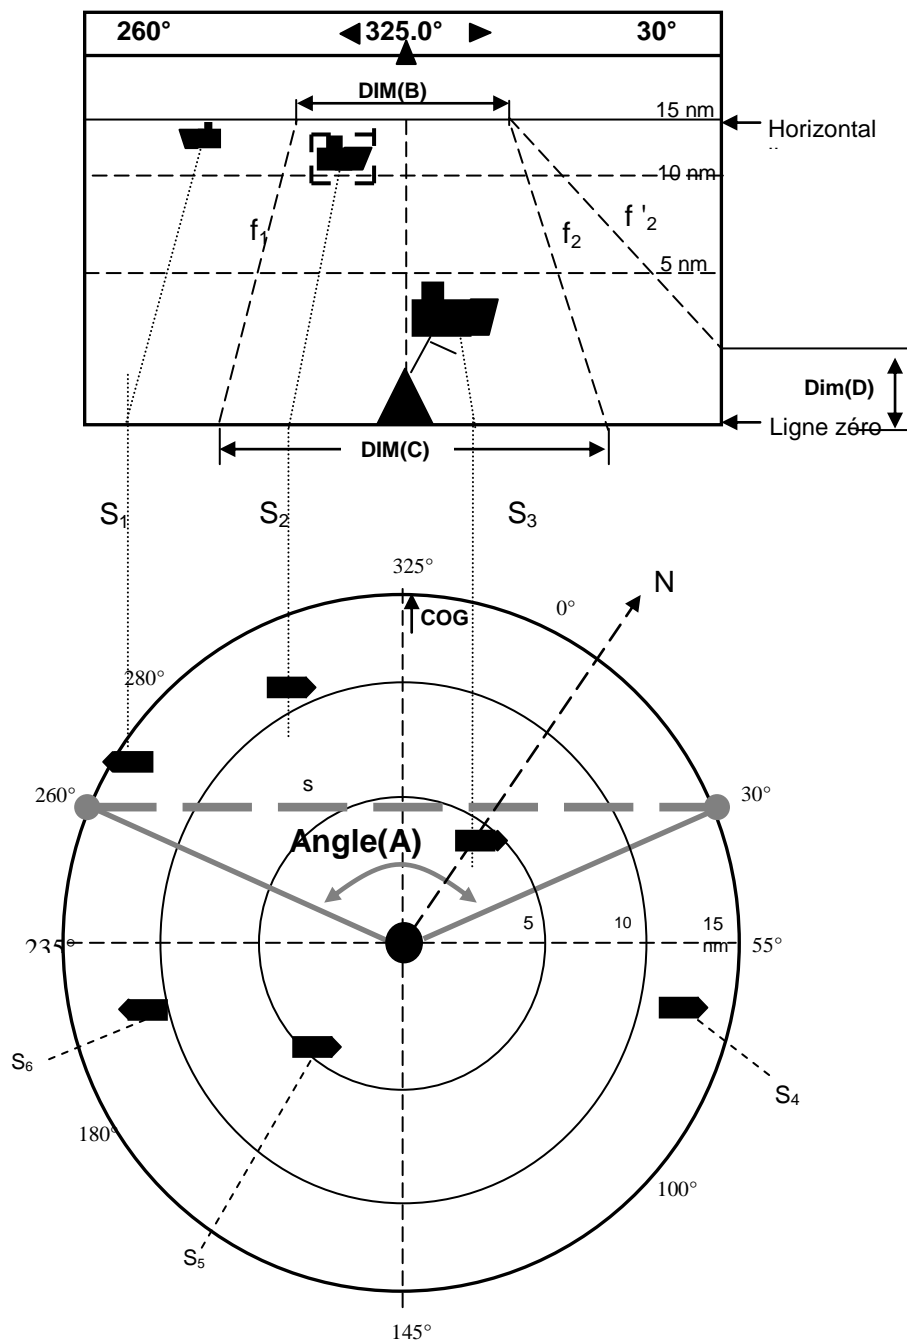 260° 325.0° 30°
DIM(B)
15 nm
Horizontal
10 nm
f1 f2 f '2
5 nm
Dim(D)
Ligne zéro
DIM(C)
S1 S2 S3
325° N
0°
COG
280°
s
260° 30°
Angle(A)
5 10 15
nm
235° 55°
S6
S4
180°
100°
S5
145°